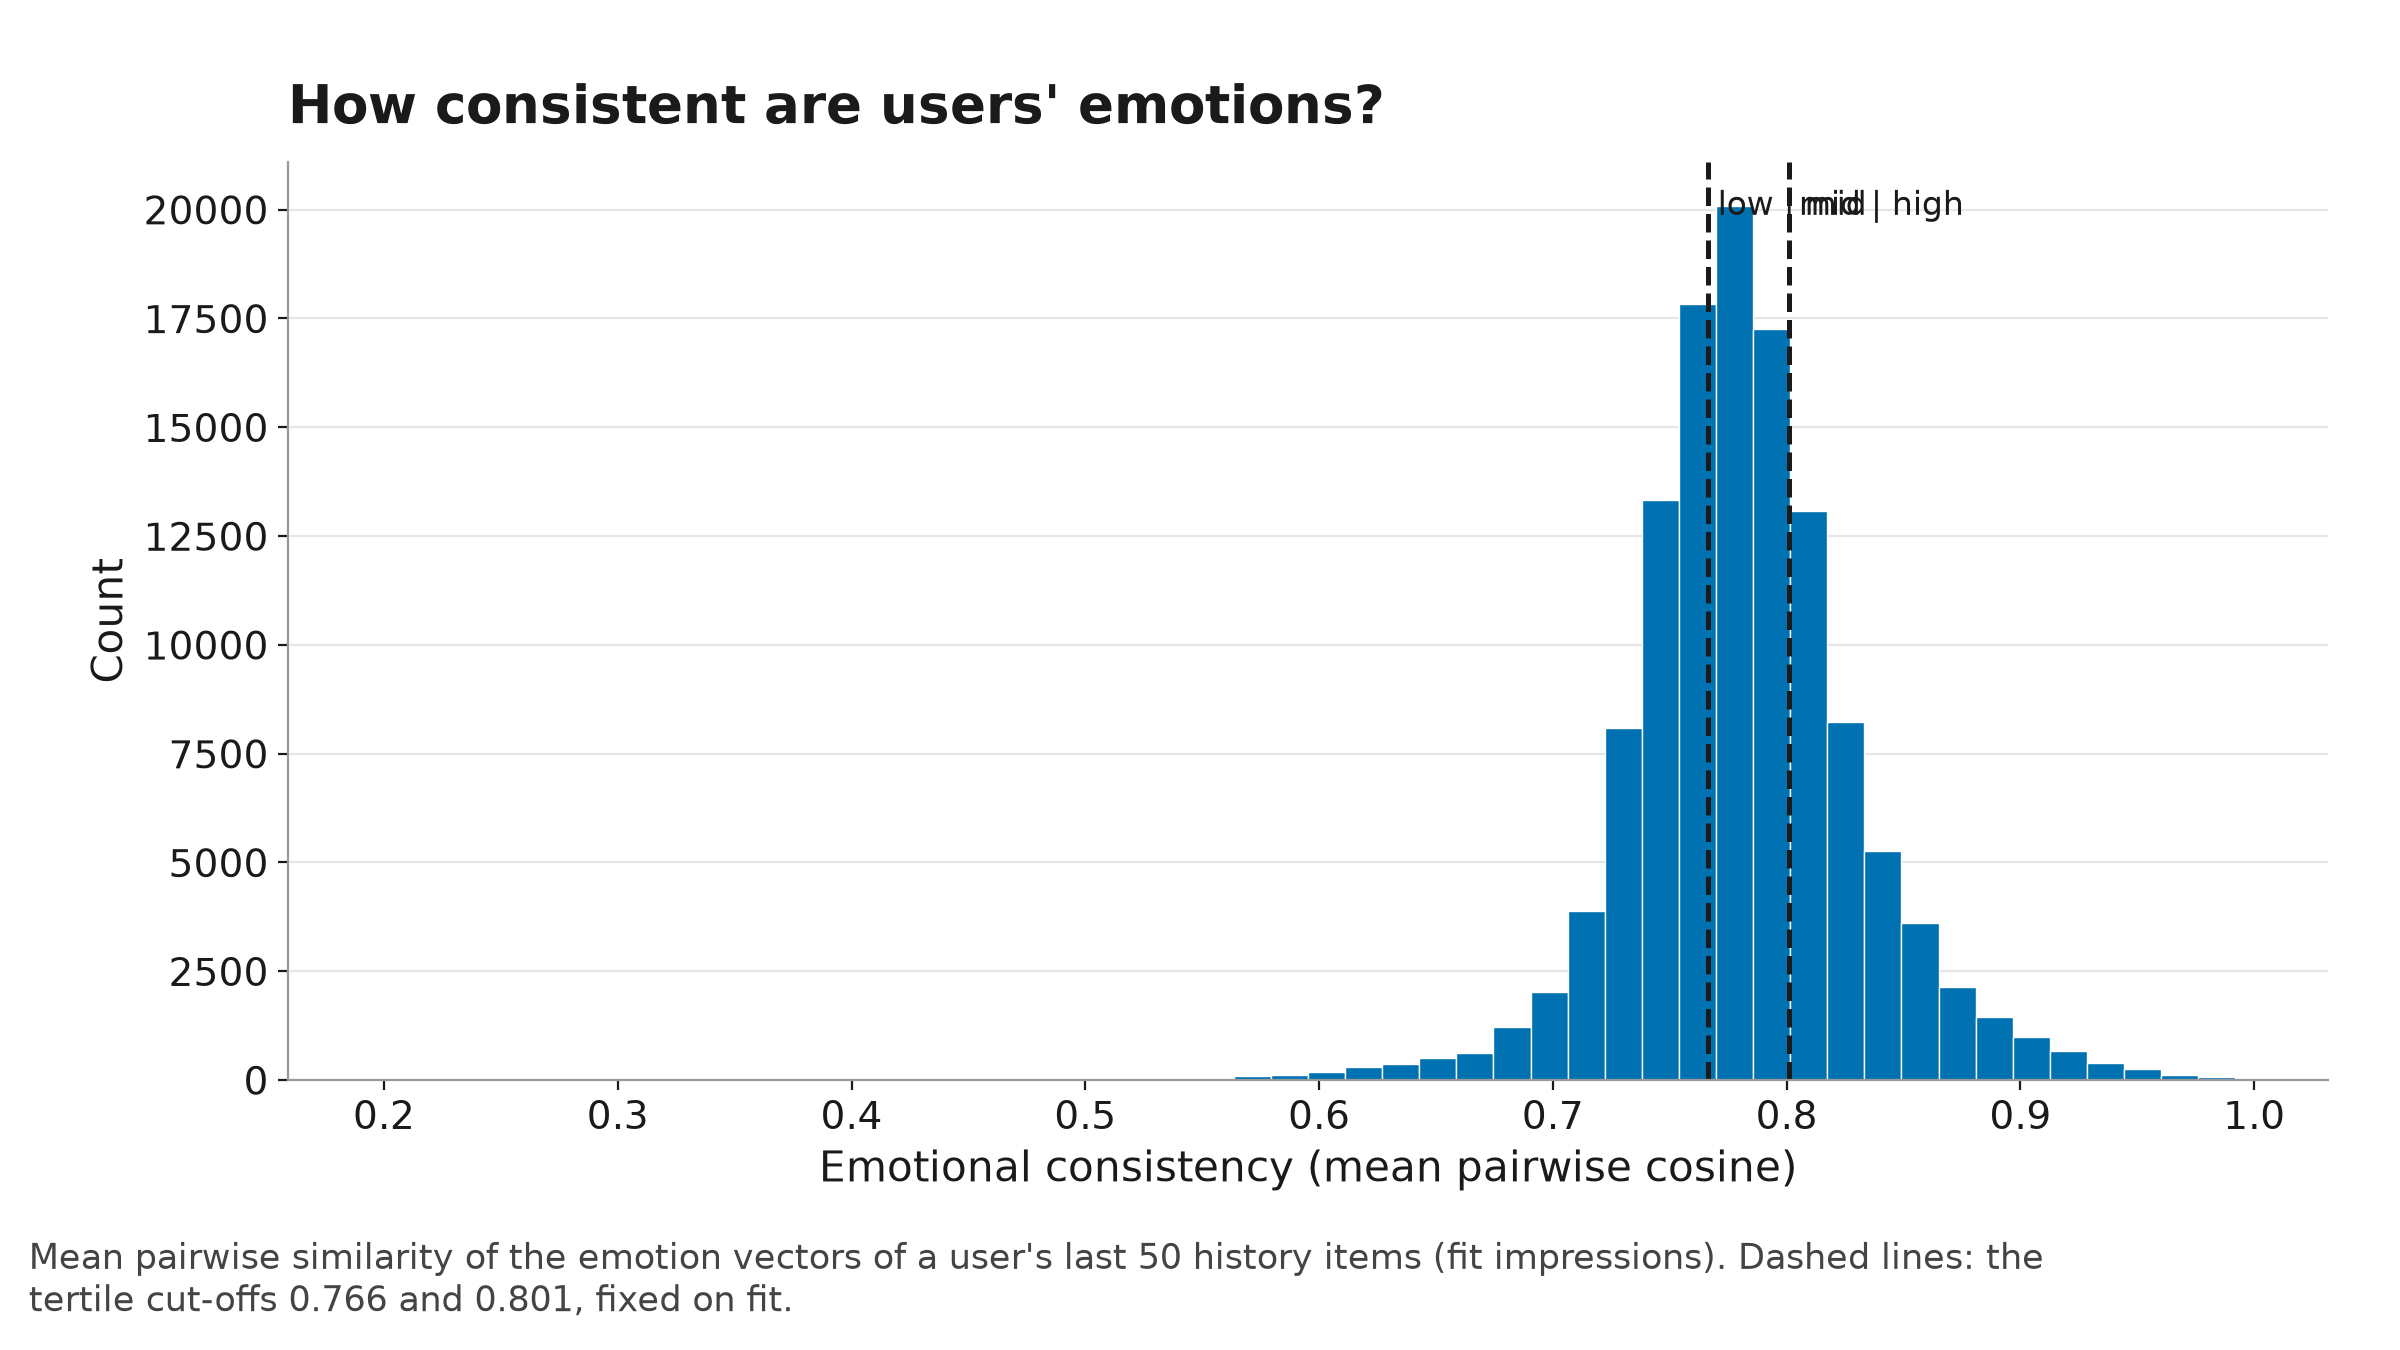 How consistent are users' emotions?
low | mid
mid | high
20000
17500
15000
12500
10000
7500
5000
2500
0
Count
0.2 0.3 0.4 0.5 0.6 0.7 0.8 0.9 1.0
Emotional consistency (mean pairwise cosine)
Mean pairwise similarity of the emotion vectors of a user's last 50 history items (fit impressions). Dashed lines: the
tertile cut-offs 0.766 and 0.801, fixed on fit.